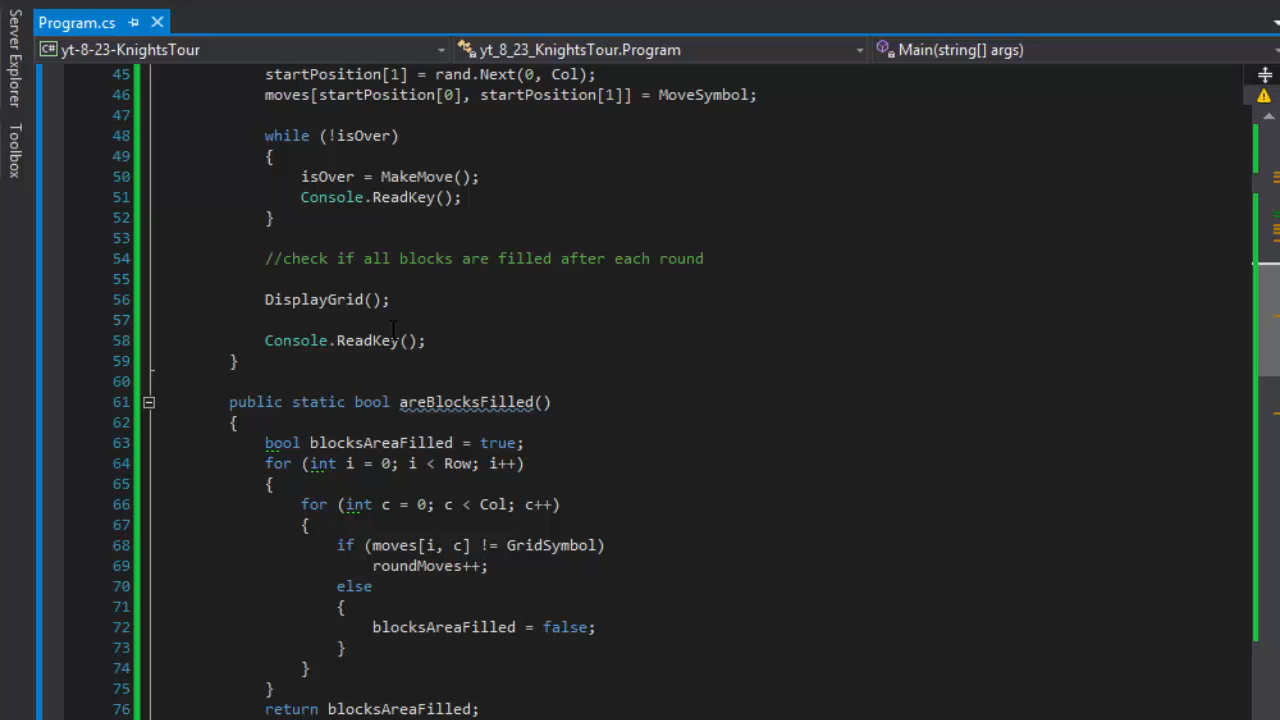 Program.cs
Server Explorer
Toolbox
yt-8-23-KnightsTour
yt_8_23_KnightsTour.Program
Main(string[] args)
45 startPosition[1] = rand.Next(0, Col);
46 moves[startPosition[0], startPosition[1]] = MoveSymbol;
47
48 while (!isOver)
49 {
50 isOver = MakeMove();
51 Console.ReadKey();
52 }
53
54 //check if all blocks are filled after each round
55
56 DisplayGrid();
57
58 Console.ReadKey();
59 }
60
61 public static bool areBlocksFilled()
62 {
63 bool blocksAreaFilled = true;
64 for (int i = 0; i < Row; i++)
65 {
66 for (int c = 0; c < Col; c++)
67 {
68 if (moves[i, c] != GridSymbol)
69 roundMoves++;
70 else
71 {
72 blocksAreaFilled = false;
73 }
74 }
75 }
76 return blocksAreaFilled;